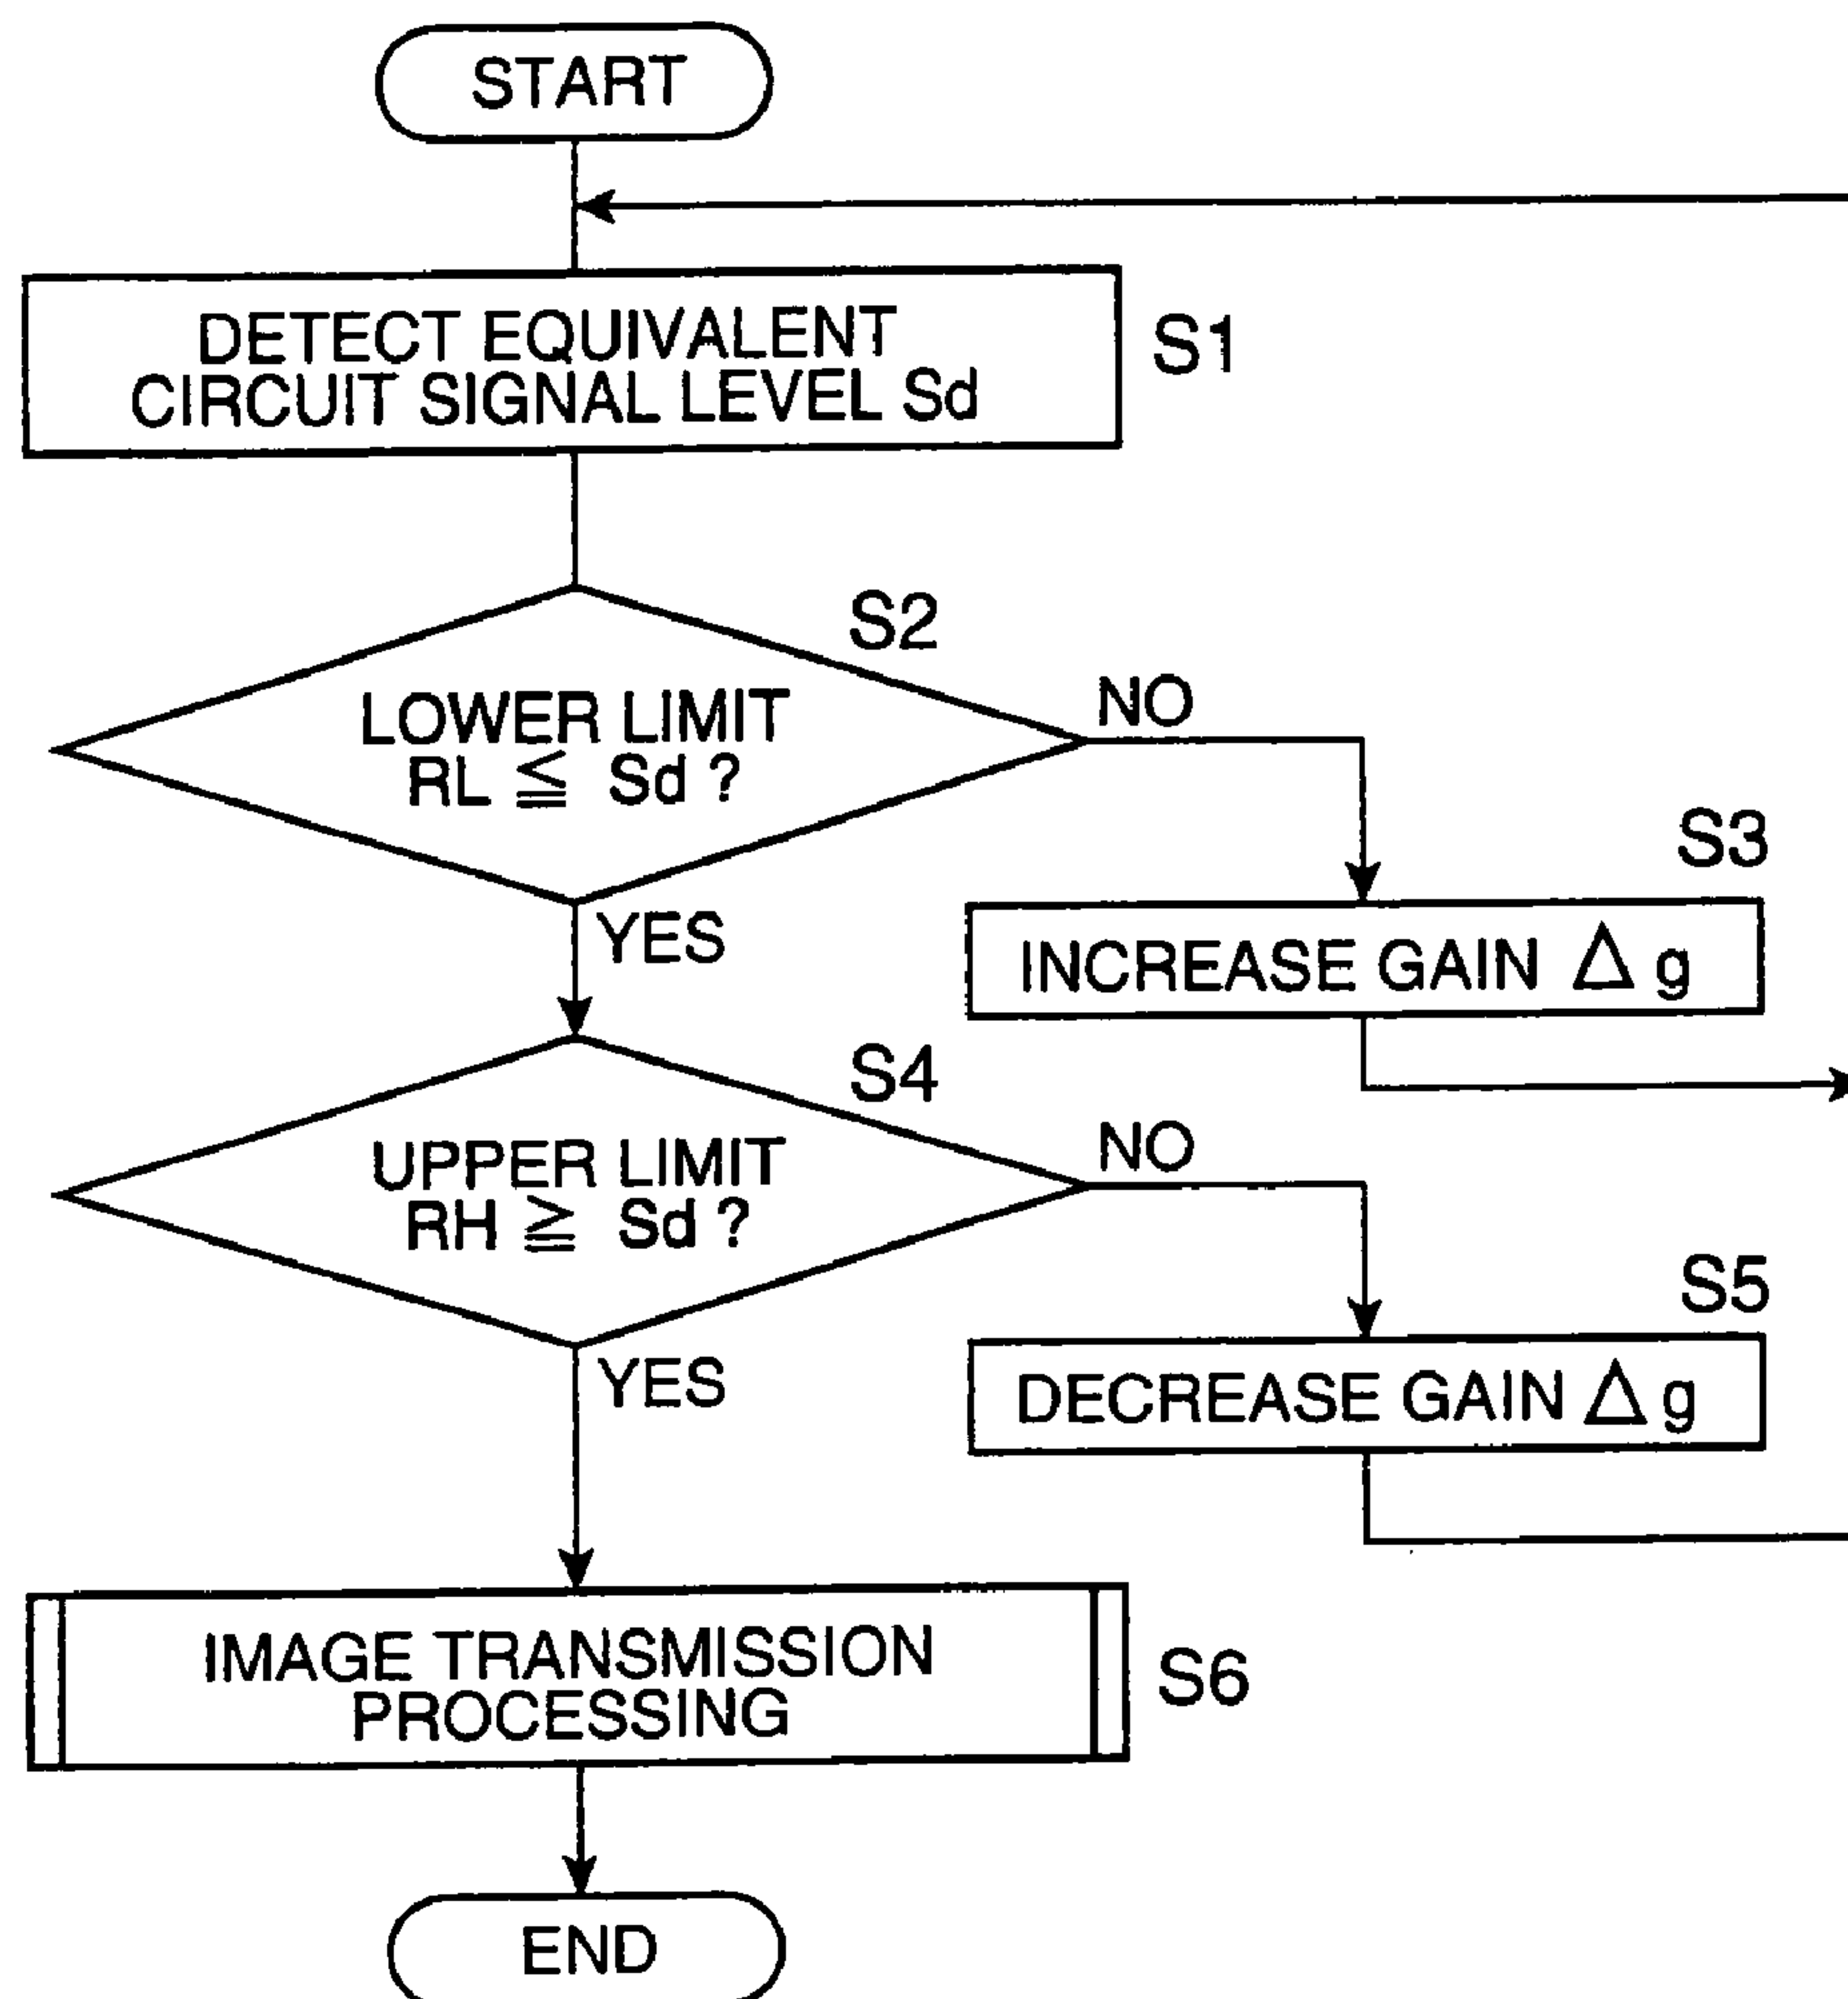 START
DETECT EQUIVALENT
CIRCUIT SIGNAL LEVEL Sd
S1
S2
LOWER LIMIT
RL ≦ Sd ?
NO
YES
S3
INCREASE GAIN △ g
S4
UPPER LIMIT
RH ≧ Sd ?
NO
YES
S5
DECREASE GAIN △ g
IMAGE TRANSMISSION
PROCESSING
S6
END